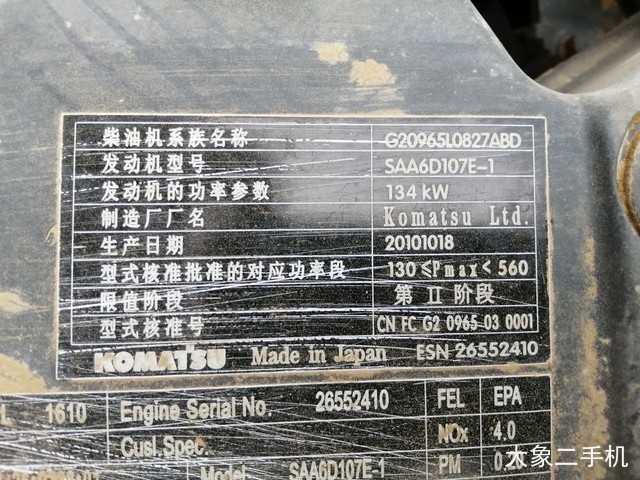 柴油机系族名称 G20965L0827ABD
发动机型号 SAA6D107E-1
发动机的功率参数 134 kW
制造厂厂名 Komatsu Ltd.
生产日期 20101018
型式核准批准的对应功率段 130 ≤Pmax< 560
限值阶段 第 II 阶段
型式核准号 CN FC G2 0965 03 0001
KOMATSU Made in Japan ESN 26552410
L 1610 Engine Serial No. 26552410 FEL EPA
Cusl.Spec. NOx 4.0
Model SAA6D107E-1 PM
大象二手机